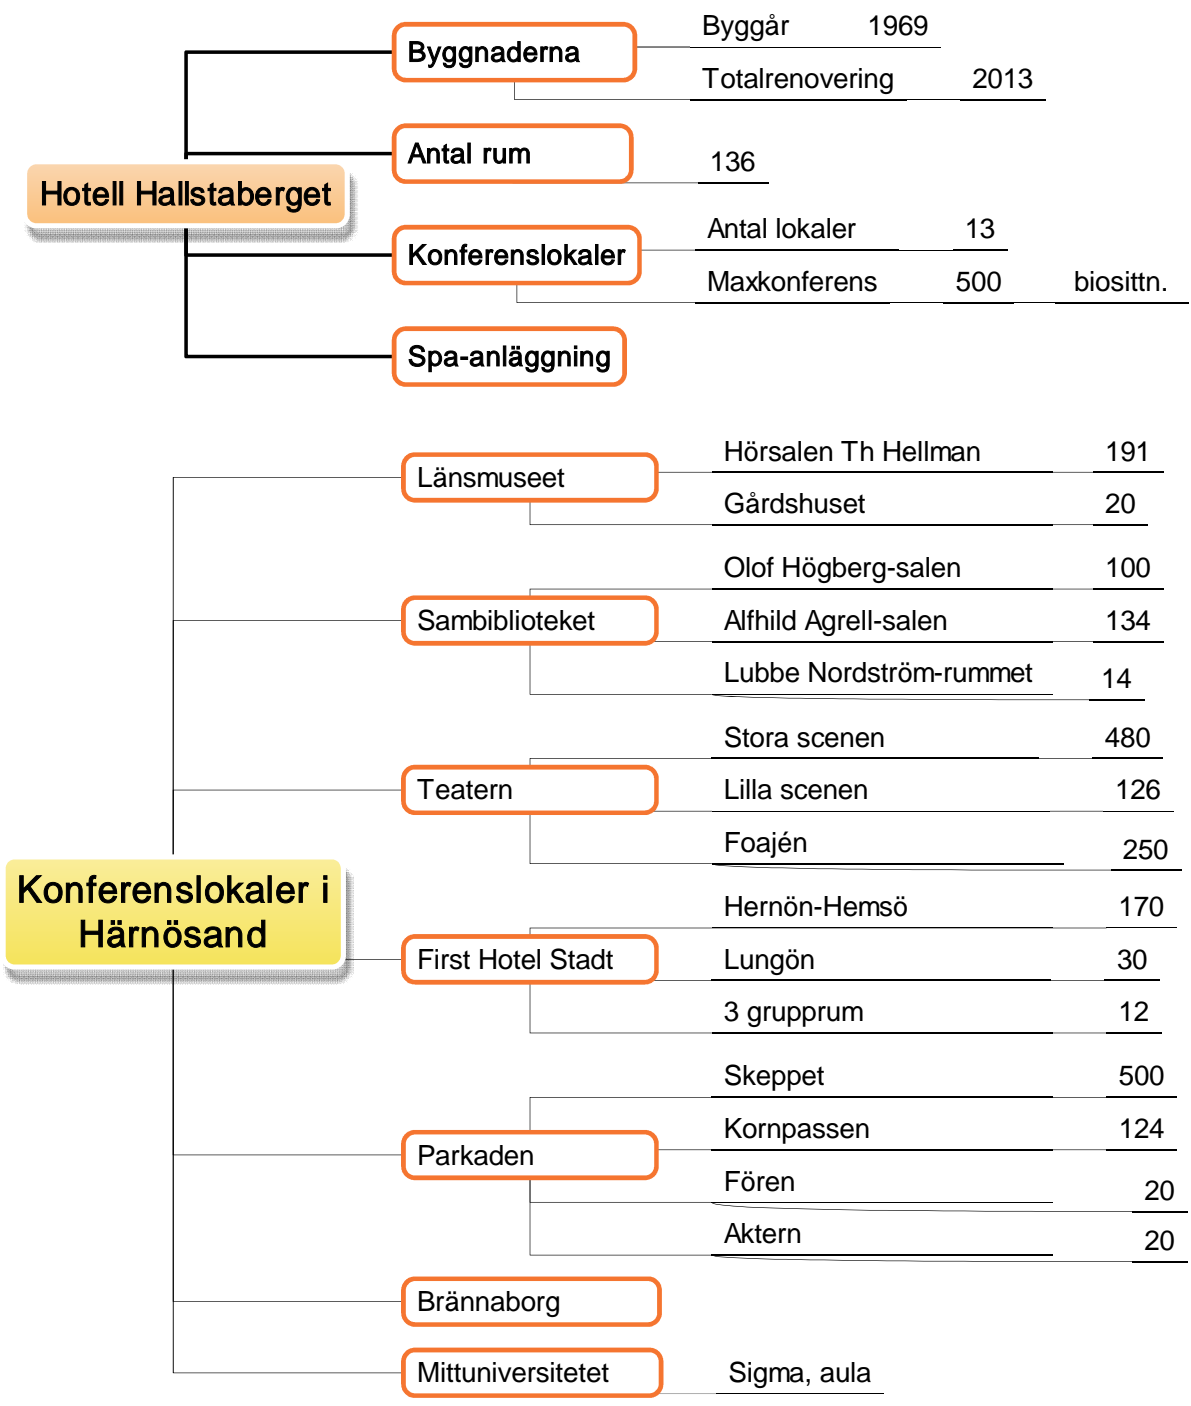 Byggnaderna
Byggår 1969
Totalrenovering 2013
Antal rum
136
Hotell Hallstaberget
Konferenslokaler
Antal lokaler 13
Maxkonferens 500 biosittn.
Spa-anläggning
Länsmuseet
Hörsalen Th Hellman 191
Gårdshuset 20
Olof Högberg-salen 100
Sambiblioteket
Alfhild Agrell-salen 134
Lubbe Nordström-rummet 14
Stora scenen 480
Teatern
Lilla scenen 126
Foajén 250
Konferenslokaler i
Härnösand
Hernön-Hemsö 170
First Hotel Stadt
Lungön 30
3 grupprum 12
Skeppet 500
Parkaden
Kornpassen 124
Fören 20
Aktern 20
Brännaborg
Mittuniversitetet
Sigma, aula